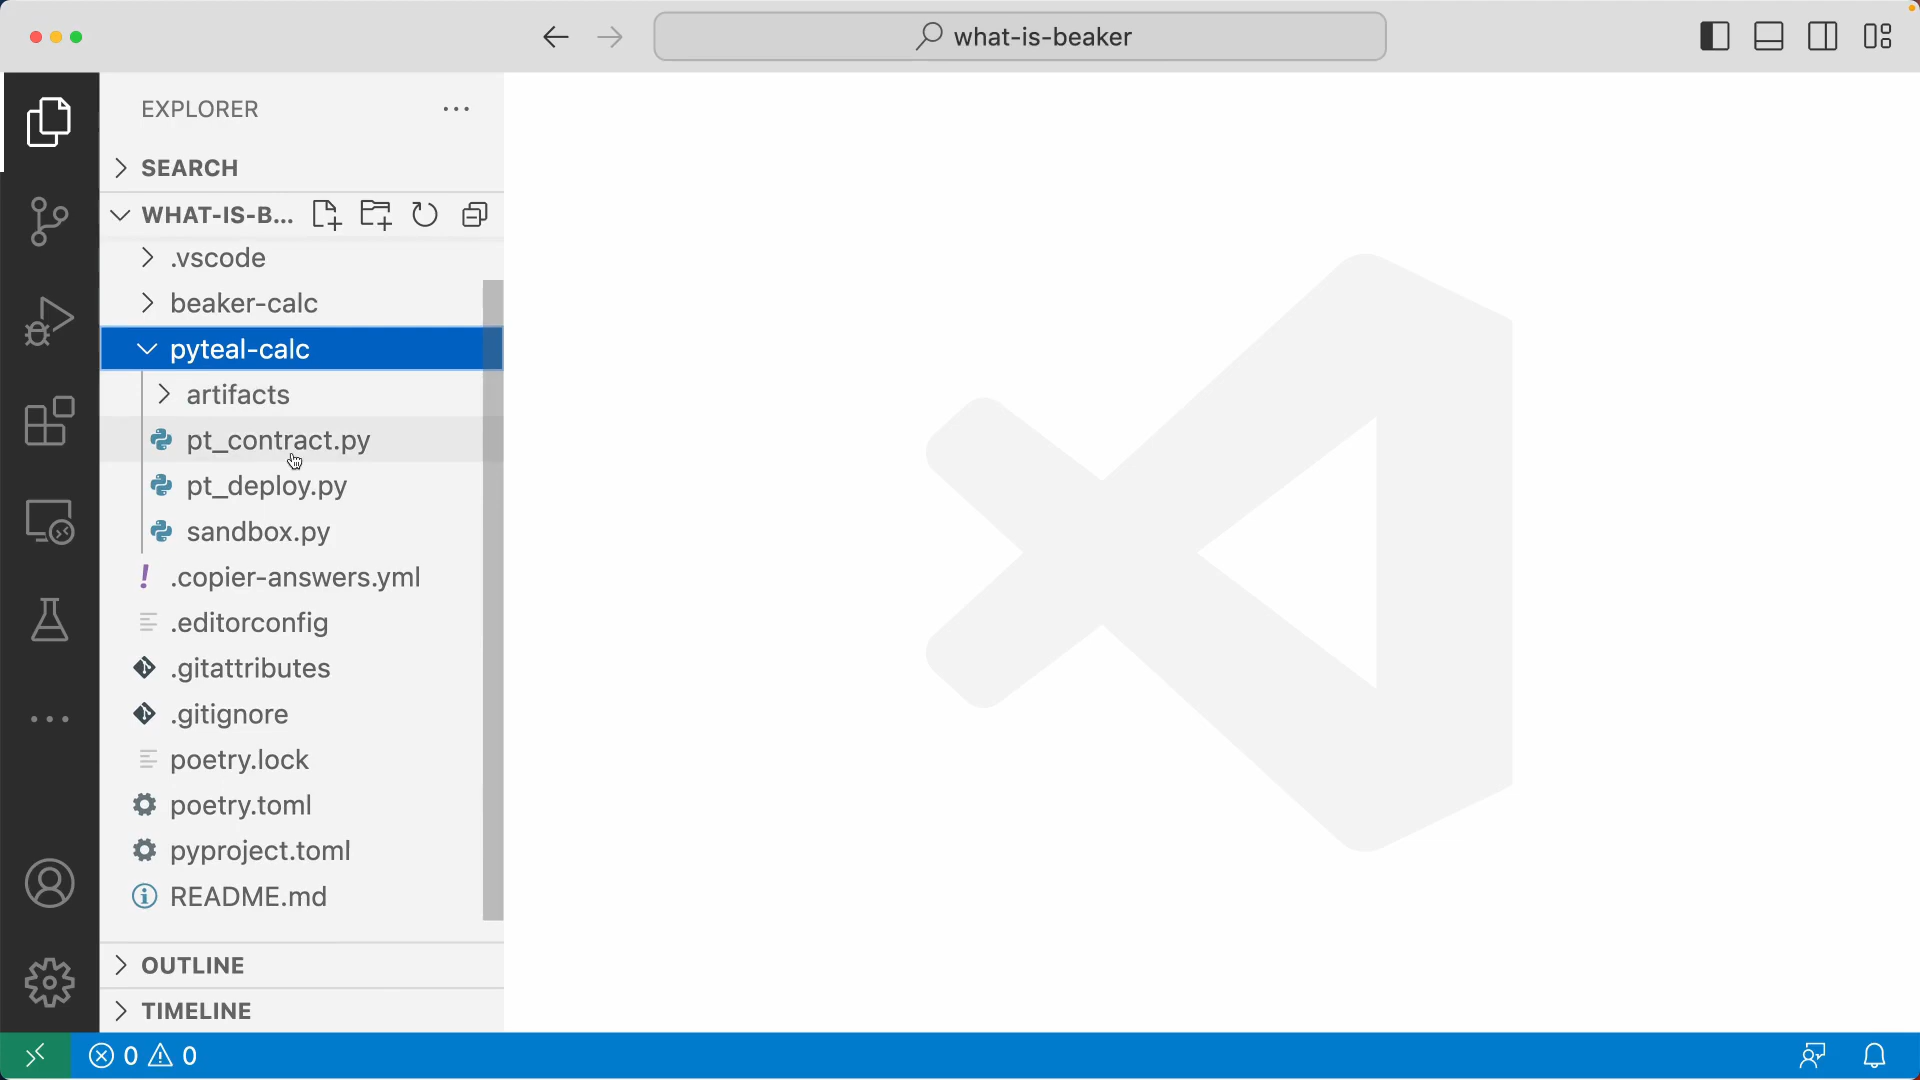 what-is-beaker
EXPLORER
SEARCH
WHAT-IS-B...
.vscode
beaker-calc
pyteal-calc
artifacts
pt_contract.py
pt_deploy.py
sandbox.py
.copier-answers.yml
.editorconfig
.gitattributes
.gitignore
poetry.lock
poetry.toml
pyproject.toml
README.md
OUTLINE
TIMELINE
0 0